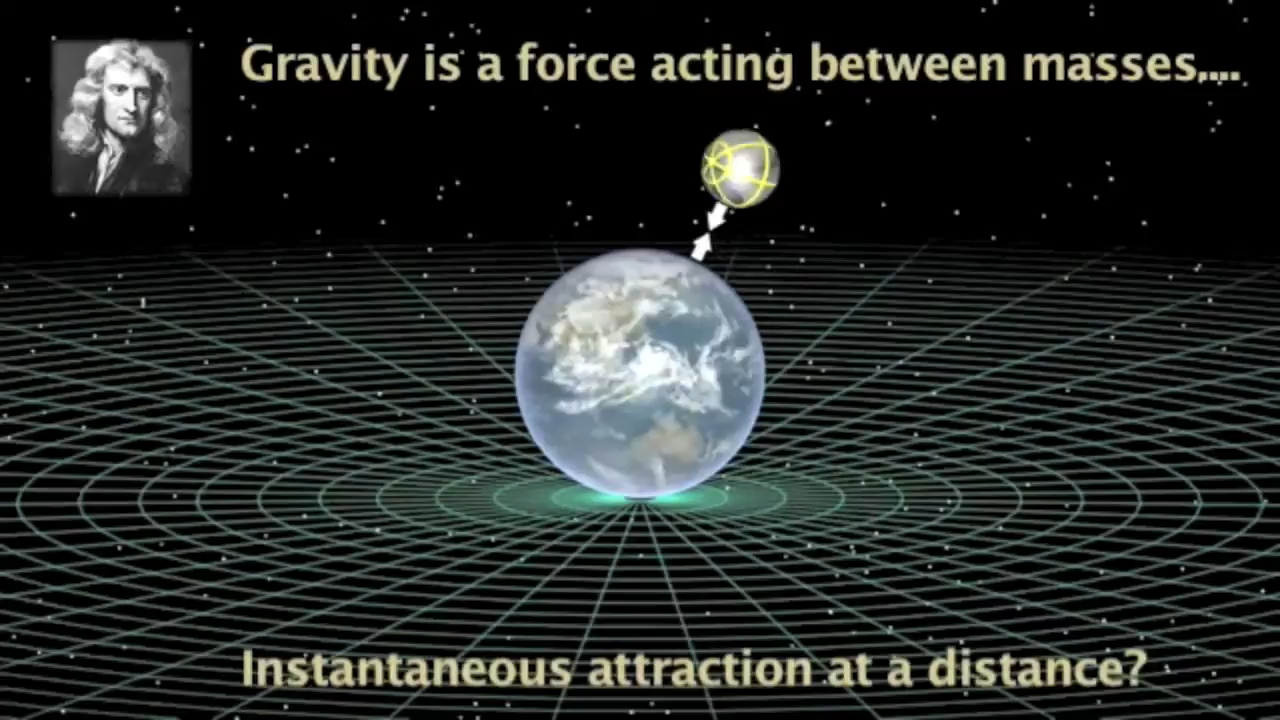 Gravity is a force acting between masses,....
Instantaneous attraction at a distance?